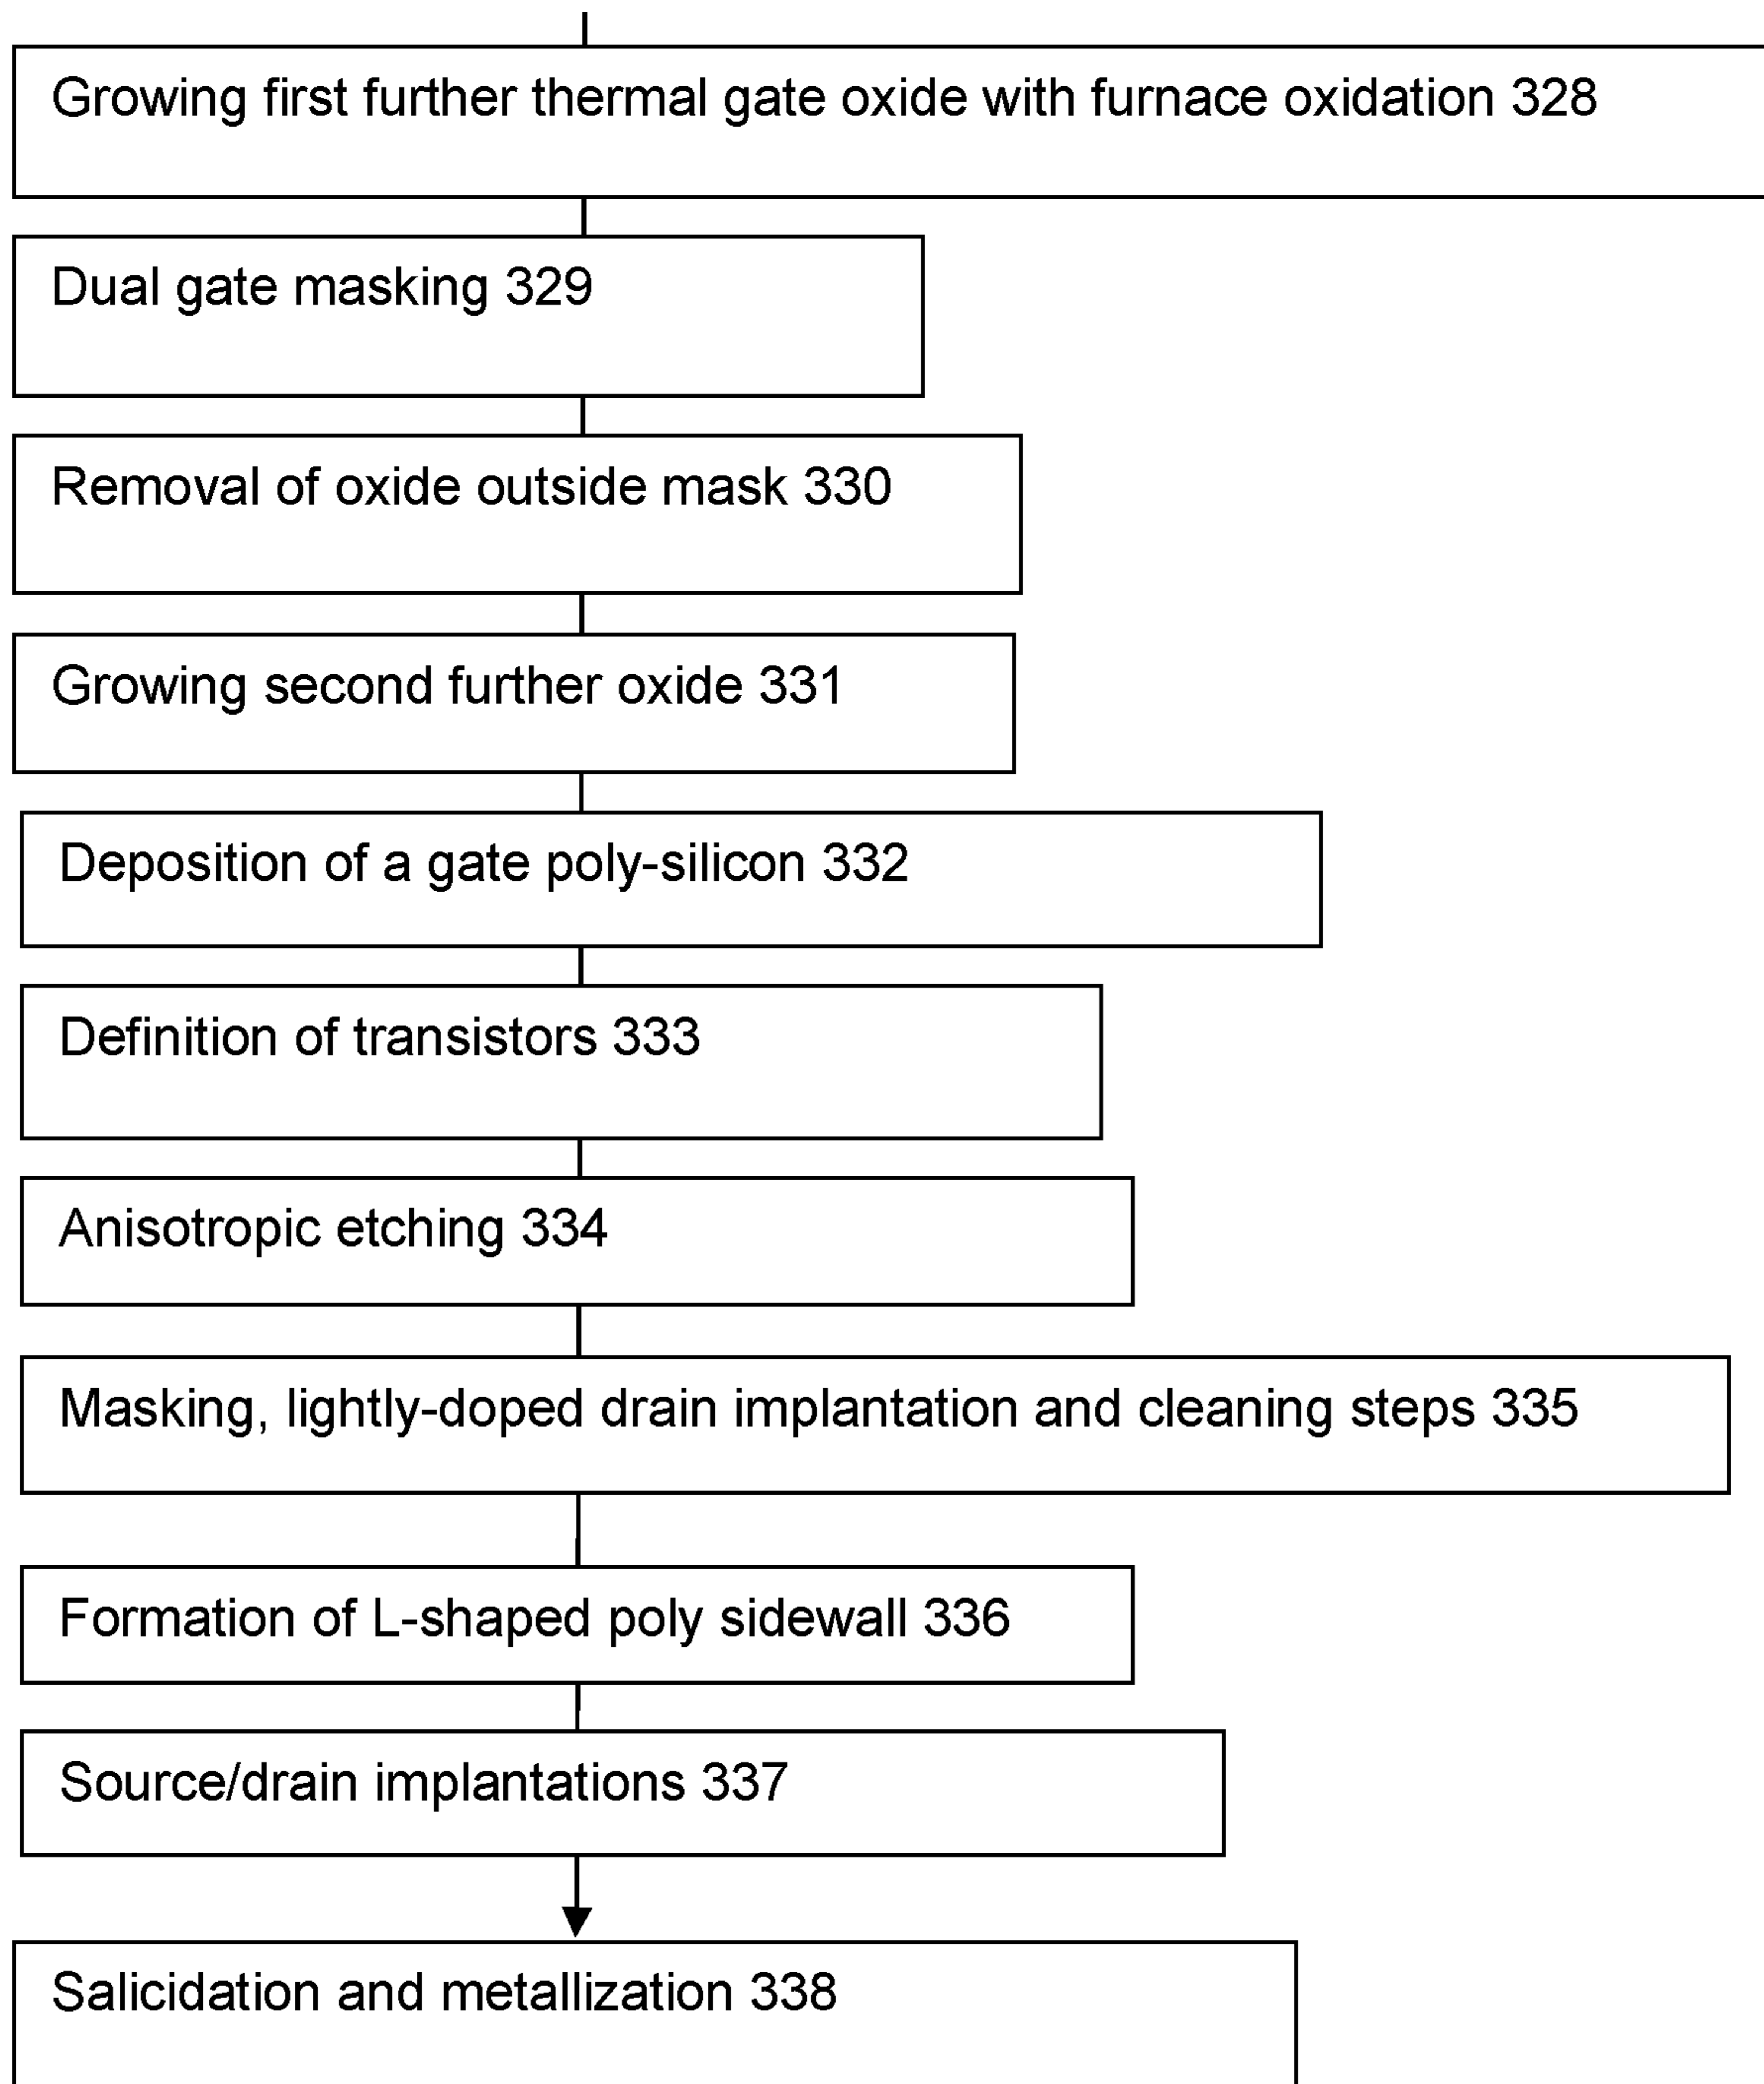 Growing first further thermal gate oxide with furnace oxidation 328
Dual gate masking 329
Removal of oxide outside mask 330
Growing second further oxide 331
Deposition of a gate poly-silicon 332
Definition of transistors 333
Anisotropic etching 334
Masking, lightly-doped drain implantation and cleaning steps 335
Formation of L-shaped poly sidewall 336
Source/drain implantations 337
Salicidation and metallization 338